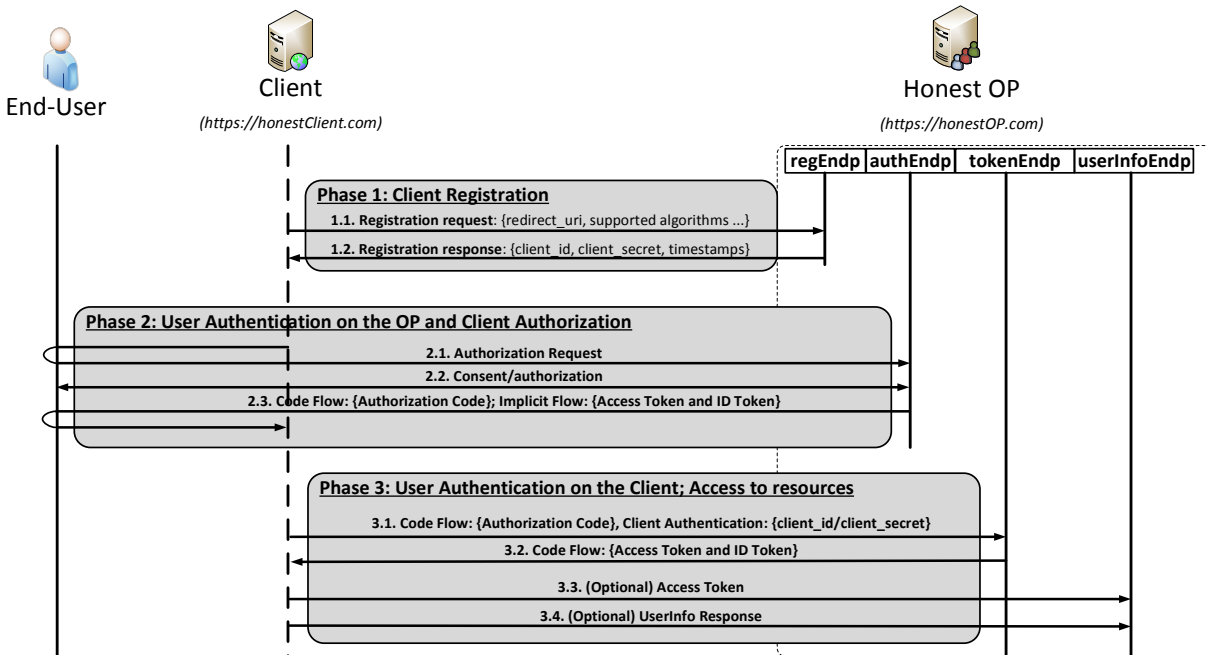 End-User
Client
(https://honestClient.com)
Honest OP
(https://honestOP.com)
regEndp authEndp tokenEndp userInfoEndp
Phase 1: Client Registration
1.1. Registration request: {redirect_uri, supported algorithms ...}
1.2. Registration response: {client_id, client_secret, timestamps}
Phase 2: User Authentication on the OP and Client Authorization
2.1. Authorization Request
2.2. Consent/authorization
2.3. Code Flow: {Authorization Code}; Implicit Flow: {Access Token and ID Token}
Phase 3: User Authentication on the Client; Access to resources
3.1. Code Flow: {Authorization Code}, Client Authentication: {client_id/client_secret}
3.2. Code Flow: {Access Token and ID Token}
3.3. (Optional) Access Token
3.4. (Optional) UserInfo Response